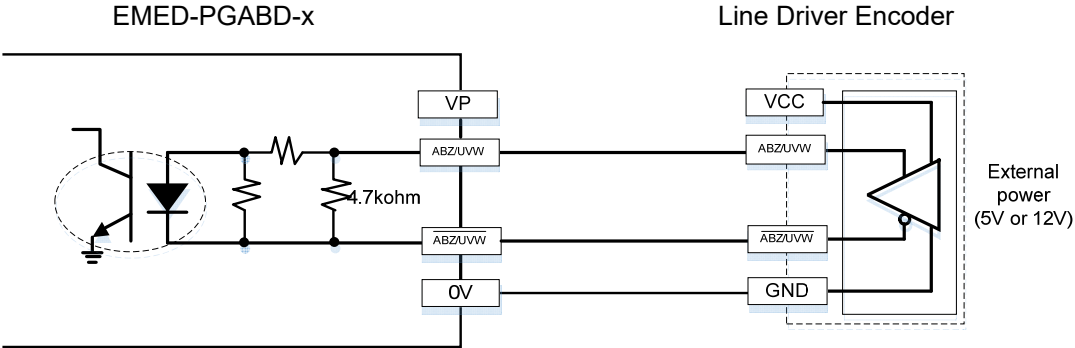 EMED-PGABD-x
Line Driver Encoder
VP
VCC
ABZ/UVW
ABZ/UVW
4.7kohm
External
power
(5V or 12V)
ABZ/UVW
ABZ/UVW
0V
GND